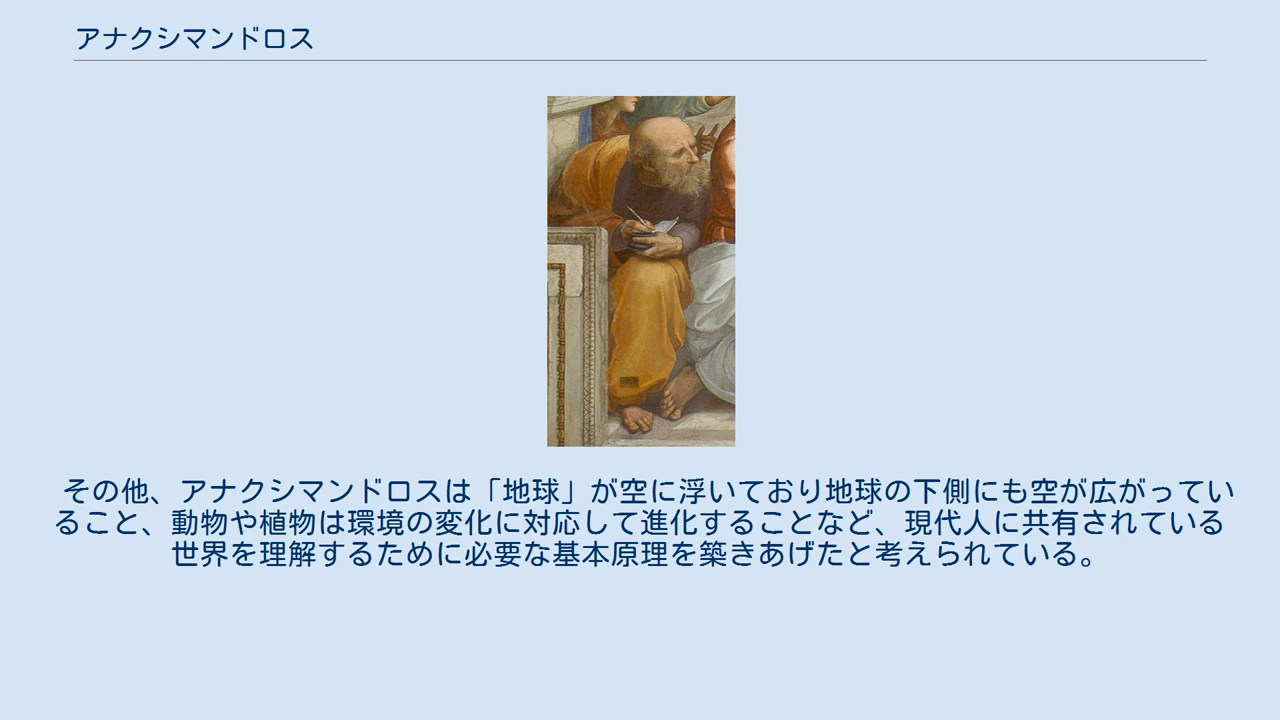 アナクシマンドロス
その他、アナクシマンドロスは「地球」が空に浮いており地球の下側にも空が広がってい
ること、動物や植物は環境の変化に対応して進化することなど、現代人に共有されている
世界を理解するために必要な基本原理を築きあげたと考えられている。